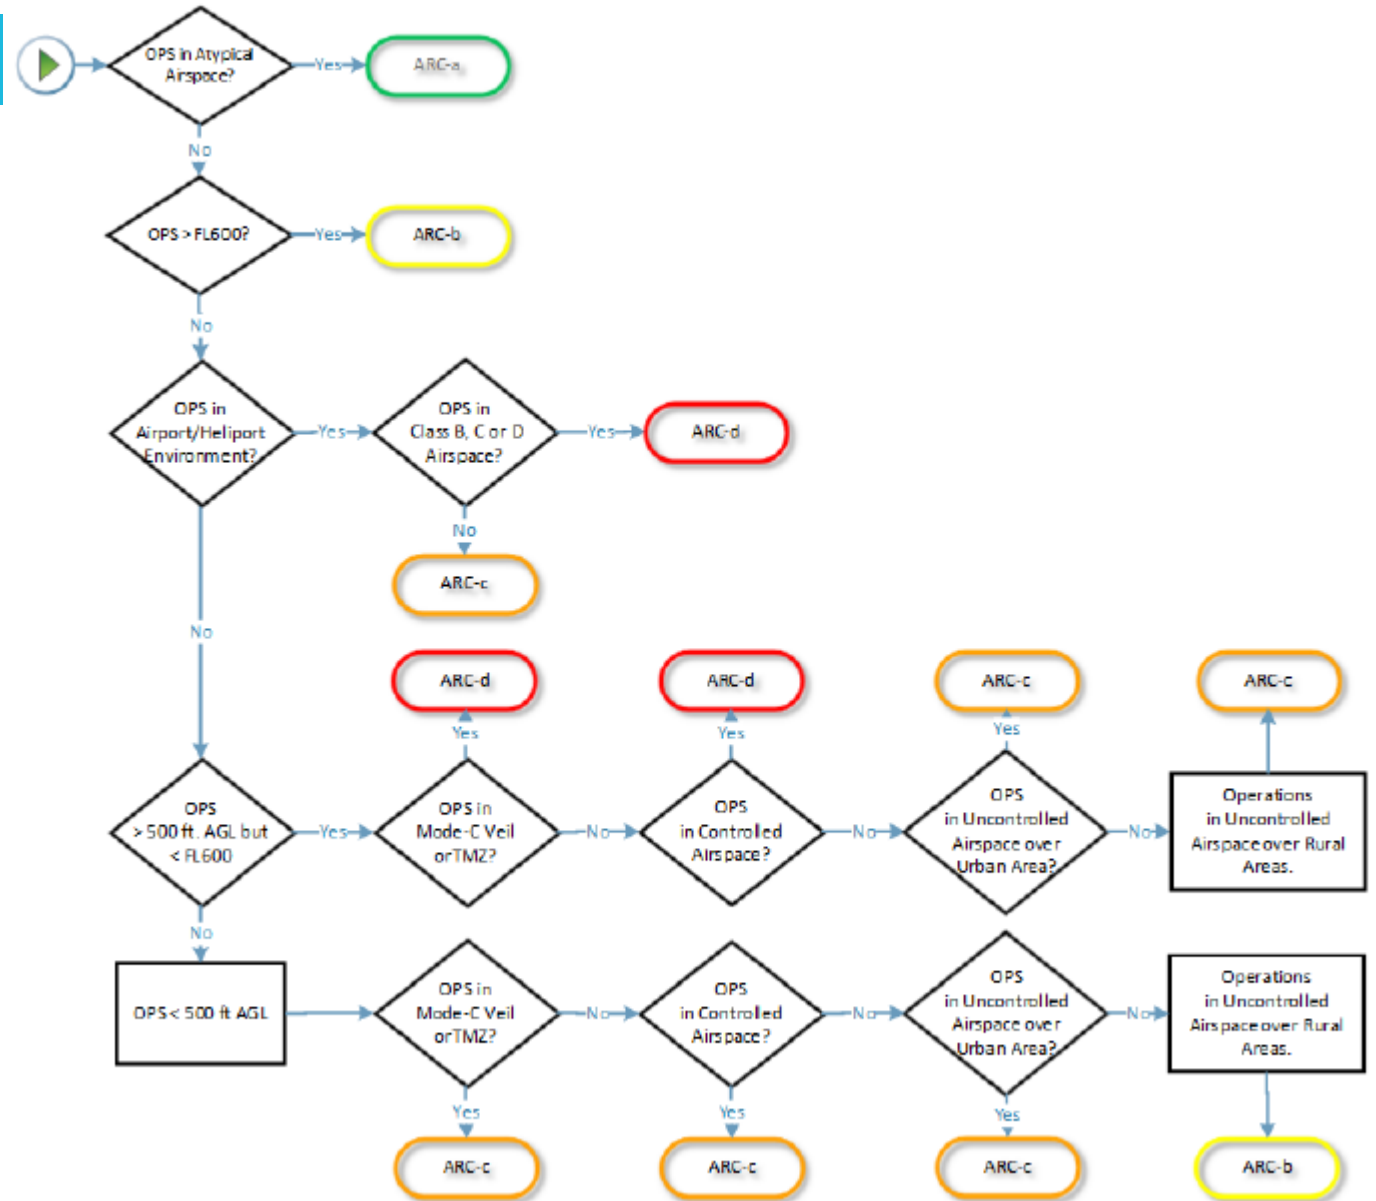 OPS in Atypical
Airspace?
Yes
ARC-a
No
OPS > FL600?
Yes
ARC-b
No
OPS in
Airport/Heliport
Environment?
Yes
OPS in
Class B, C or D
Airspace?
Yes
ARC-d
No
ARC-c
No
ARC-d
ARC-d
ARC-c
ARC-c
Yes
Yes
Yes
OPS
> 500 ft. AGL but
< FL600
Yes
OPS in
Mode-C Veil
or TMZ?
No
OPS
in Controlled
Airspace?
No
OPS
in Uncontrolled
Airspace over
Urban Area?
No
Operations
in Uncontrolled
Airspace over Rural
Areas.
No
OPS < 500 ft AGL
OPS in
Mode-C Veil
or TMZ?
No
OPS
in Controlled
Airspace?
No
OPS
in Uncontrolled
Airspace over
Urban Area?
No
Operations
in Uncontrolled
Airspace over Rural
Areas.
Yes
Yes
Yes
ARC-c
ARC-c
ARC-c
ARC-b